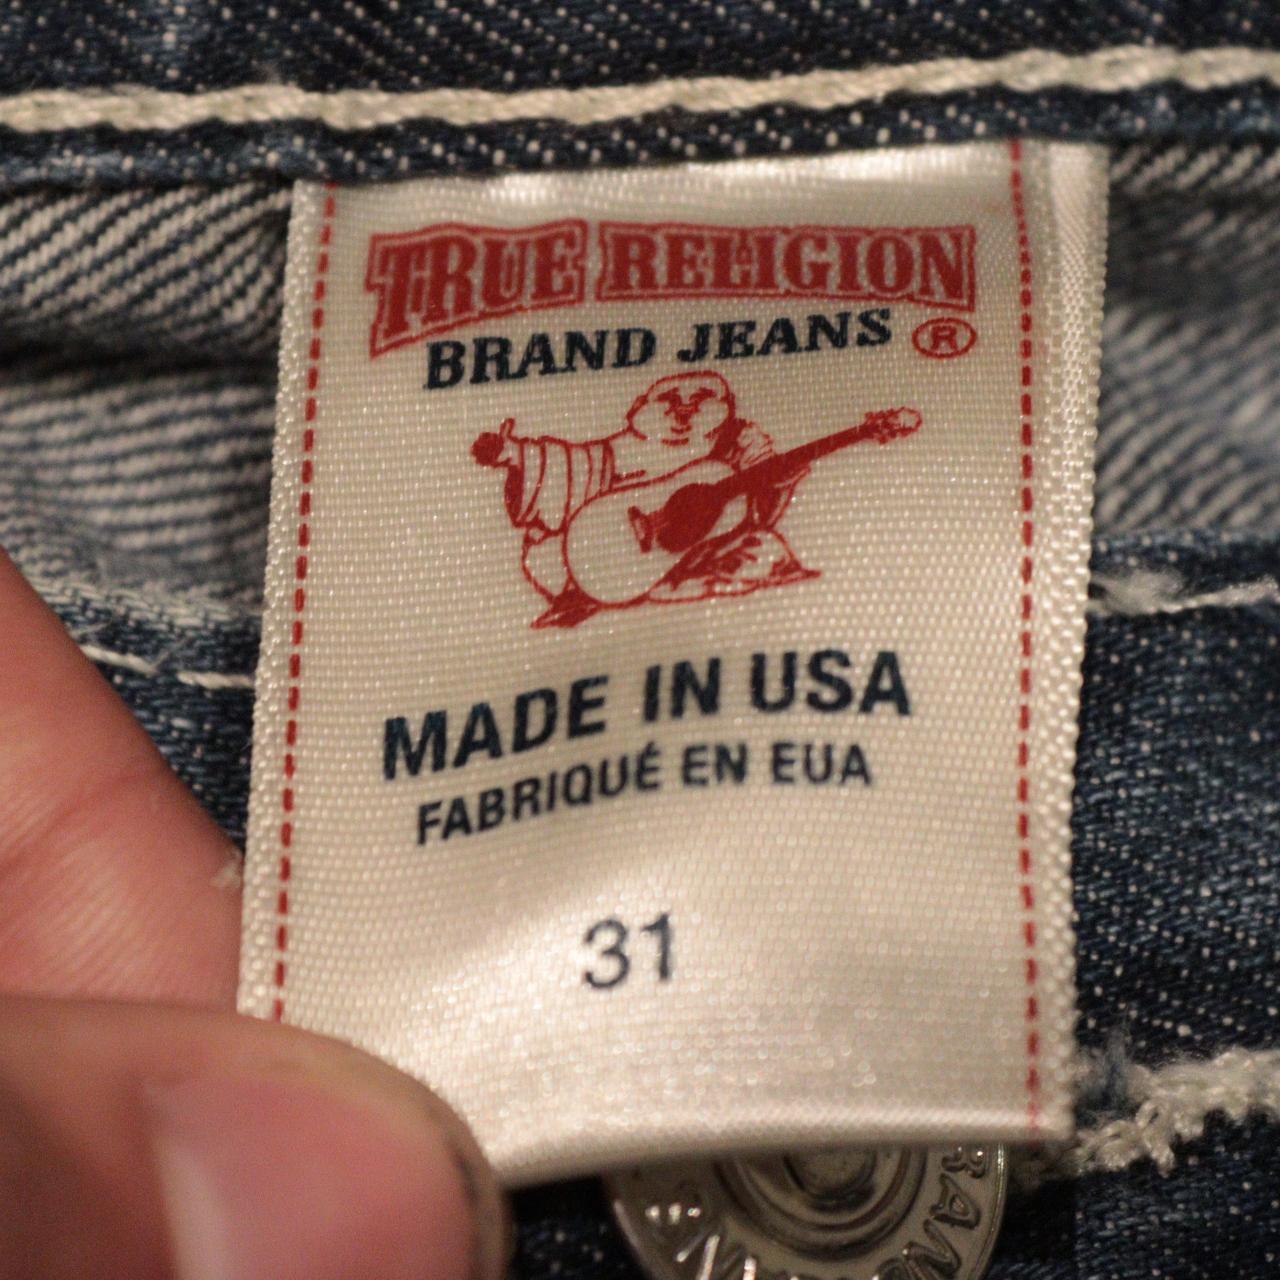 TRUE RELIGION
BRAND JEANS ®
MADE IN USA
FABRIQUÉ EN EUA
31